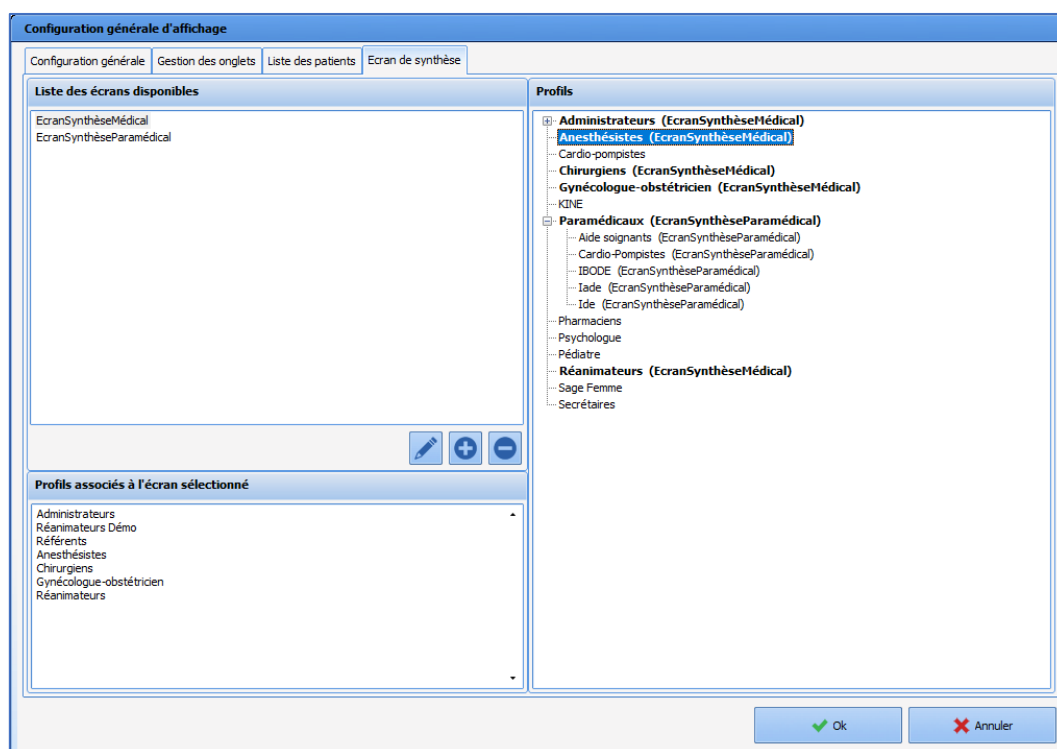 Configuration générale d'affichage
Configuration générale
Gestion des onglets
Liste des patients
Ecran de synthèse
Liste des écrans disponibles
EcranSynthèseMédical
EcranSynthèseParamédical
Profils associés à l'écran sélectionné
Administrateurs
Réanimateurs Démo
Référents
Anesthésistes
Chirurgiens
Gynécologue-obstétricien
Réanimateurs
Profils
Administrateurs (EcranSynthèseMédical)
Anesthésistes (EcranSynthèseMédical)
Cardio-pompistes
Chirurgiens (EcranSynthèseMédical)
Gynécologue-obstétricien (EcranSynthèseMédical)
KINE
Paramédicaux (EcranSynthèseParamédical)
Aide soignants (EcranSynthèseParamédical)
Cardio-Pompistes (EcranSynthèseParamédical)
IBODE (EcranSynthèseParamédical)
Iade (EcranSynthèseParamédical)
Ide (EcranSynthèseParamédical)
Pharmaciens
Psychologue
Pédiatre
Réanimateurs (EcranSynthèseMédical)
Sage Femme
Secrétaires
Ok
Annuler